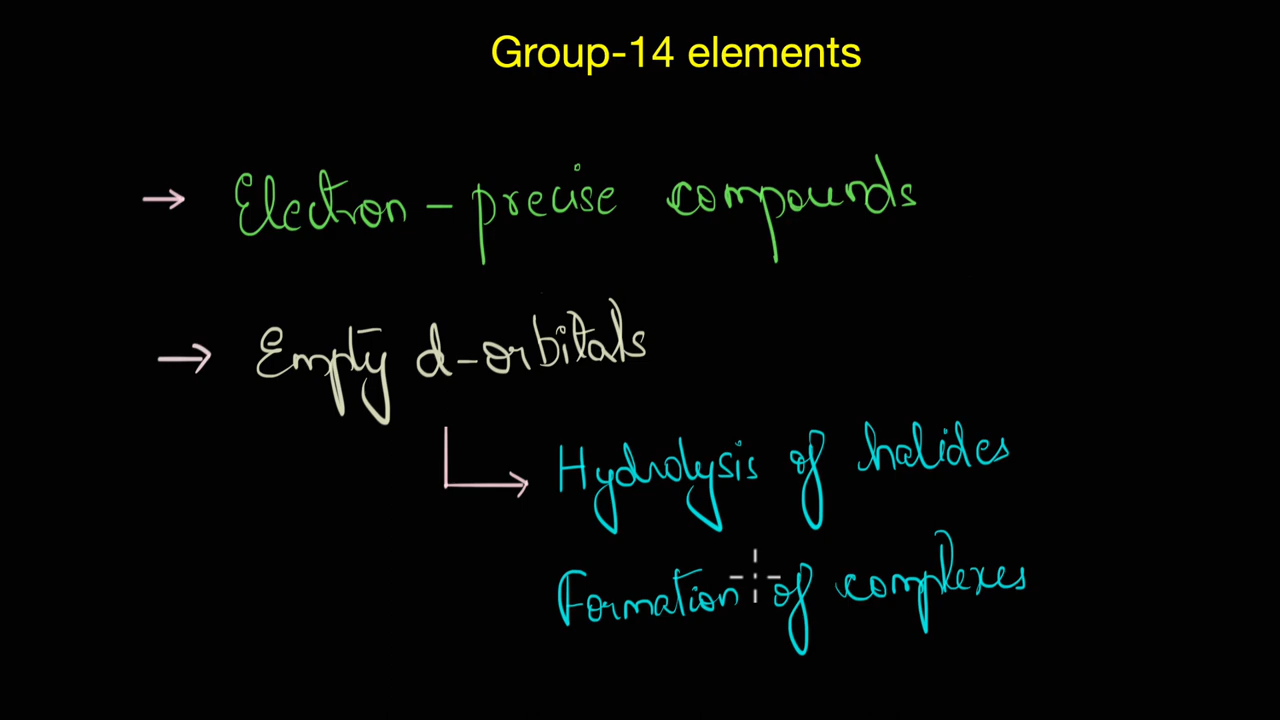 Group-14 elements
→ Electron-precise compounds
→ Empty d-orbitals
Hydrolysis of halides
Formation of complexes